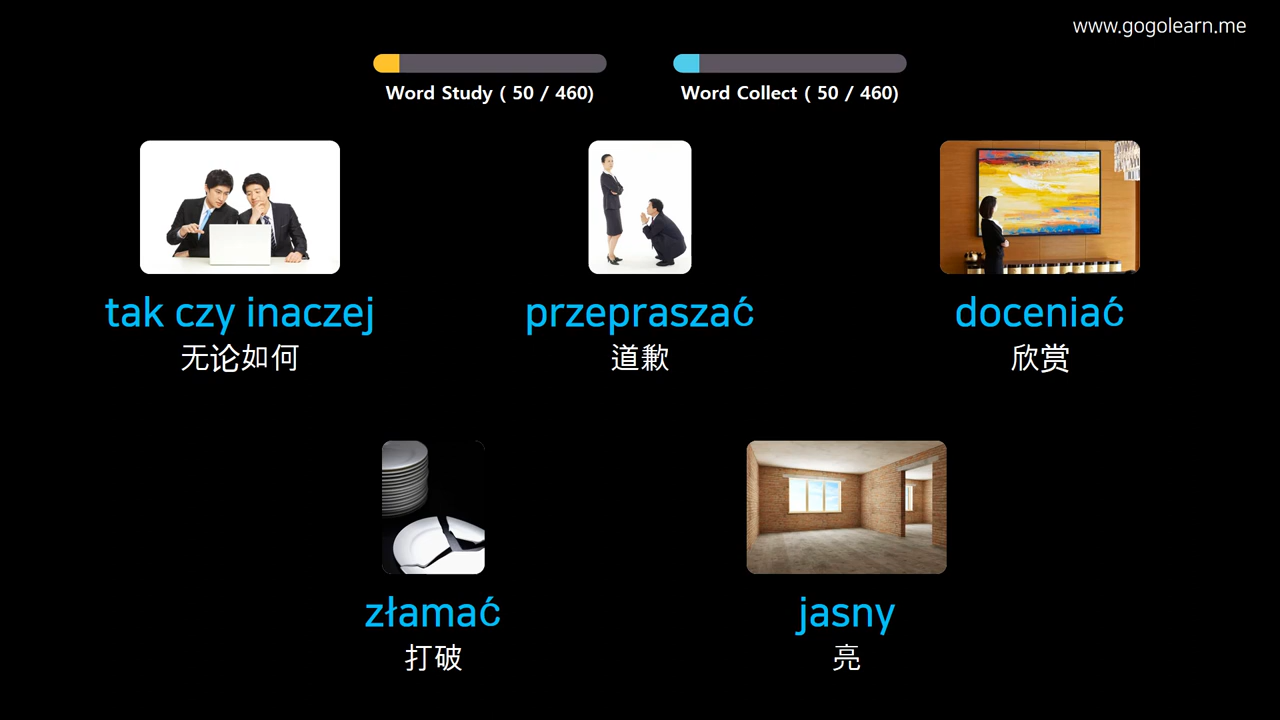 www.gogolearn.me
Word Study ( 50 / 460)
Word Collect ( 50 / 460)
tak czy inaczej
无论如何
przepraszać
道歉
doceniać
欣赏
złamać
打破
jasny
亮